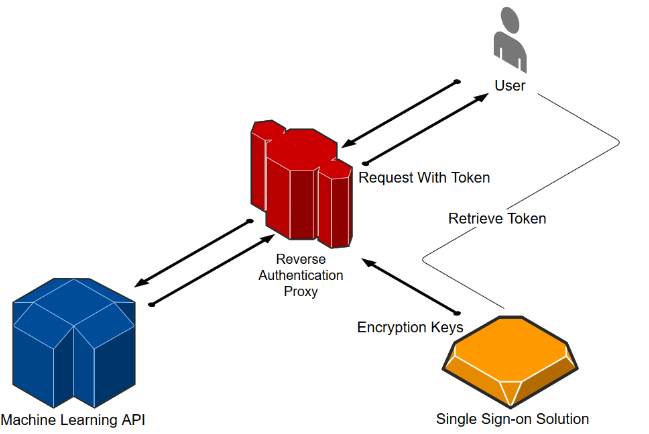 User
Request With Token
Retrieve Token
Reverse
Authentication
Proxy
Encryption Keys
Machine Learning API
Single Sign-on Solution